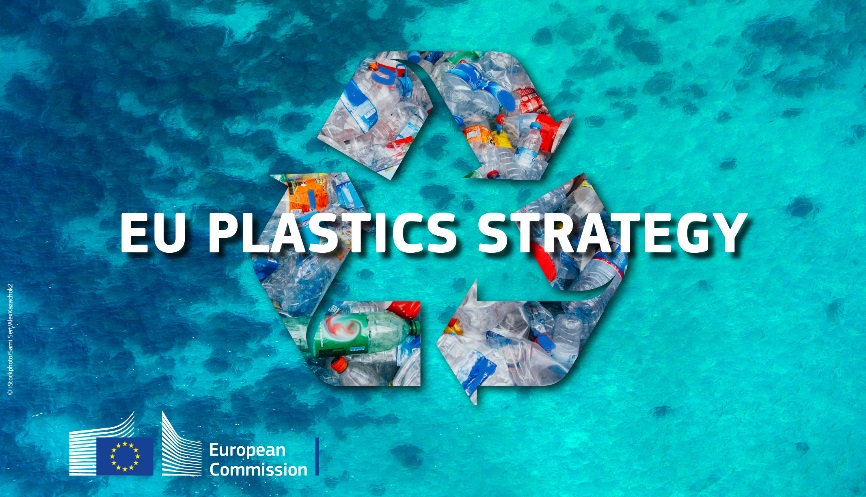 EU PLASTICS STRATEGY
European
Commission